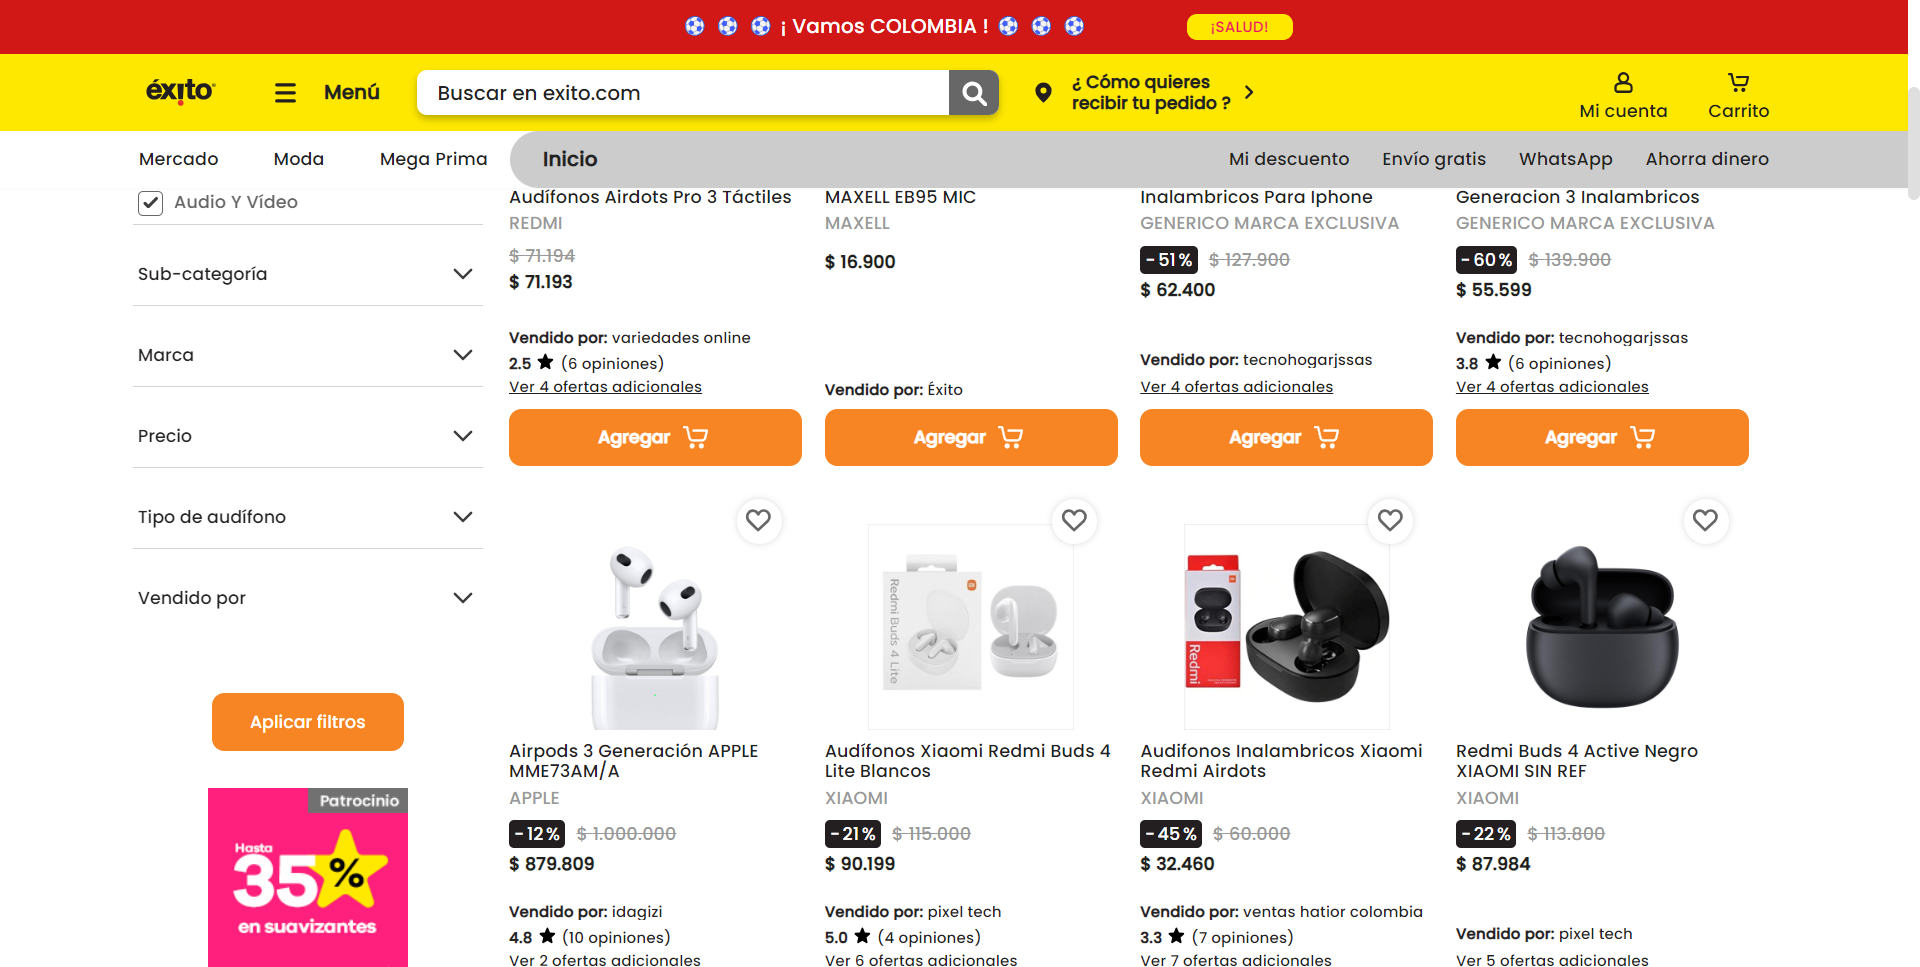 ¡ Vamos COLOMBIA !
¡SALUD!
éxito
Menú
Buscar en exito.com
¿ Cómo quieres
recibir tu pedido ?
Mi cuenta
Carrito
Mercado
Moda
Mega Prima
Inicio
Mi descuento
Envío gratis
WhatsApp
Ahorra dinero
Audio Y Vídeo
Sub-categoría
Marca
Precio
Tipo de audífono
Vendido por
Aplicar filtros
Patrocinio
Hasta
35%
en suavizantes
Audífonos Airdots Pro 3 Táctiles
REDMI
$ 71.194
$ 71.193
Vendido por: variedades online
2.5 ★ (6 opiniones)
Ver 4 ofertas adicionales
Agregar
MAXELL EB95 MIC
MAXELL
$ 16.900
Vendido por: Éxito
Agregar
Inalambricos Para Iphone
GENERICO MARCA EXCLUSIVA
-51% $ 127.900
$ 62.400
Vendido por: tecnohogarjssas
Ver 4 ofertas adicionales
Agregar
Generacion 3 Inalambricos
GENERICO MARCA EXCLUSIVA
-60% $ 139.900
$ 55.599
Vendido por: tecnohogarjssas
3.8 ★ (6 opiniones)
Ver 4 ofertas adicionales
Agregar
Airpods 3 Generación APPLE
MME73AM/A
APPLE
-12% $ 1.000.000
$ 879.809
Vendido por: idagizi
4.8 ★ (10 opiniones)
Ver 2 ofertas adicionales
Redmi Buds 4 Lite
Audífonos Xiaomi Redmi Buds 4
Lite Blancos
XIAOMI
-21% $ 115.000
$ 90.199
Vendido por: pixel tech
5.0 ★ (4 opiniones)
Ver 6 ofertas adicionales
Redmi
Audifonos Inalambricos Xiaomi
Redmi Airdots
XIAOMI
-45% $ 60.000
$ 32.460
Vendido por: ventas hatior colombia
3.3 ★ (7 opiniones)
Ver 7 ofertas adicionales
Redmi Buds 4 Active Negro
XIAOMI SIN REF
XIAOMI
-22% $ 113.800
$ 87.984
Vendido por: pixel tech
Ver 5 ofertas adicionales